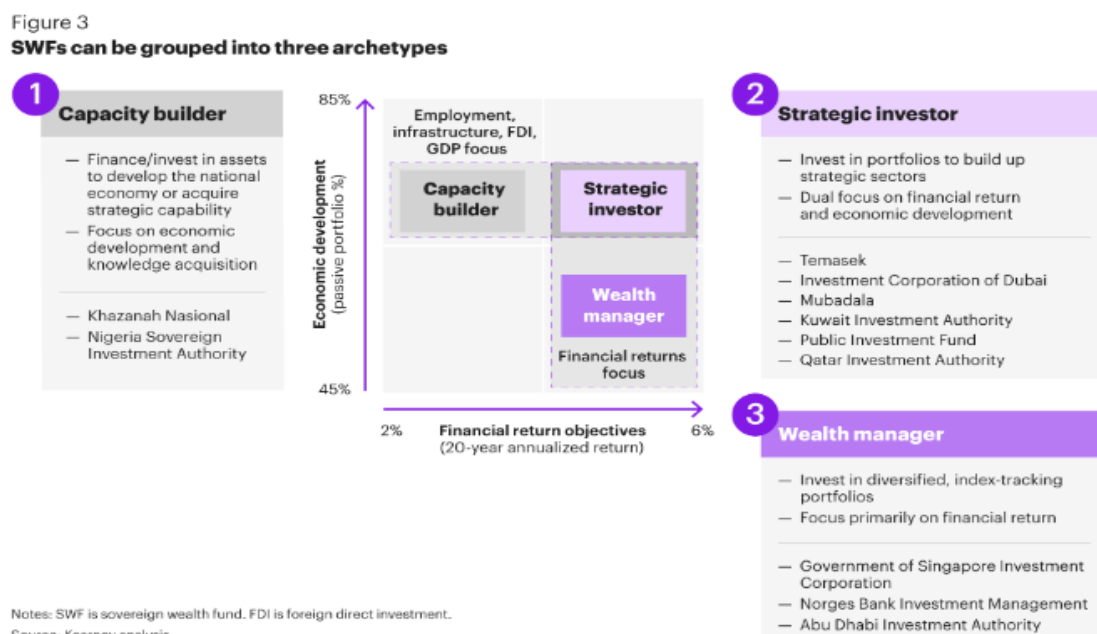 Figure 3
SWFs can be grouped into three archetypes
1
Capacity builder
— Finance/invest in assets
to develop the national
economy or acquire
strategic capability
— Focus on economic
development and
knowledge acquisition
— Khazanah Nasional
— Nigeria Sovereign
Investment Authority
85%
Economic development
(passive portfolio %)
45%
Employment,
infrastructure, FDI,
GDP focus
Capacity
builder
Strategic
investor
Wealth
manager
Financial returns
focus
2%
Financial return objectives
6%
(20-year annualized return)
2
Strategic investor
— Invest in portfolios to build up
strategic sectors
— Dual focus on financial return
and economic development
— Temasek
— Investment Corporation of Dubai
— Mubadala
— Kuwait Investment Authority
— Public Investment Fund
— Qatar Investment Authority
3
Wealth manager
— Invest in diversified, index-tracking
portfolios
— Focus primarily on financial return
— Government of Singapore Investment
Corporation
— Norges Bank Investment Management
— Abu Dhabi Investment Authority
Notes: SWF is sovereign wealth fund. FDI is foreign direct investment.
Source: Kearney analysis